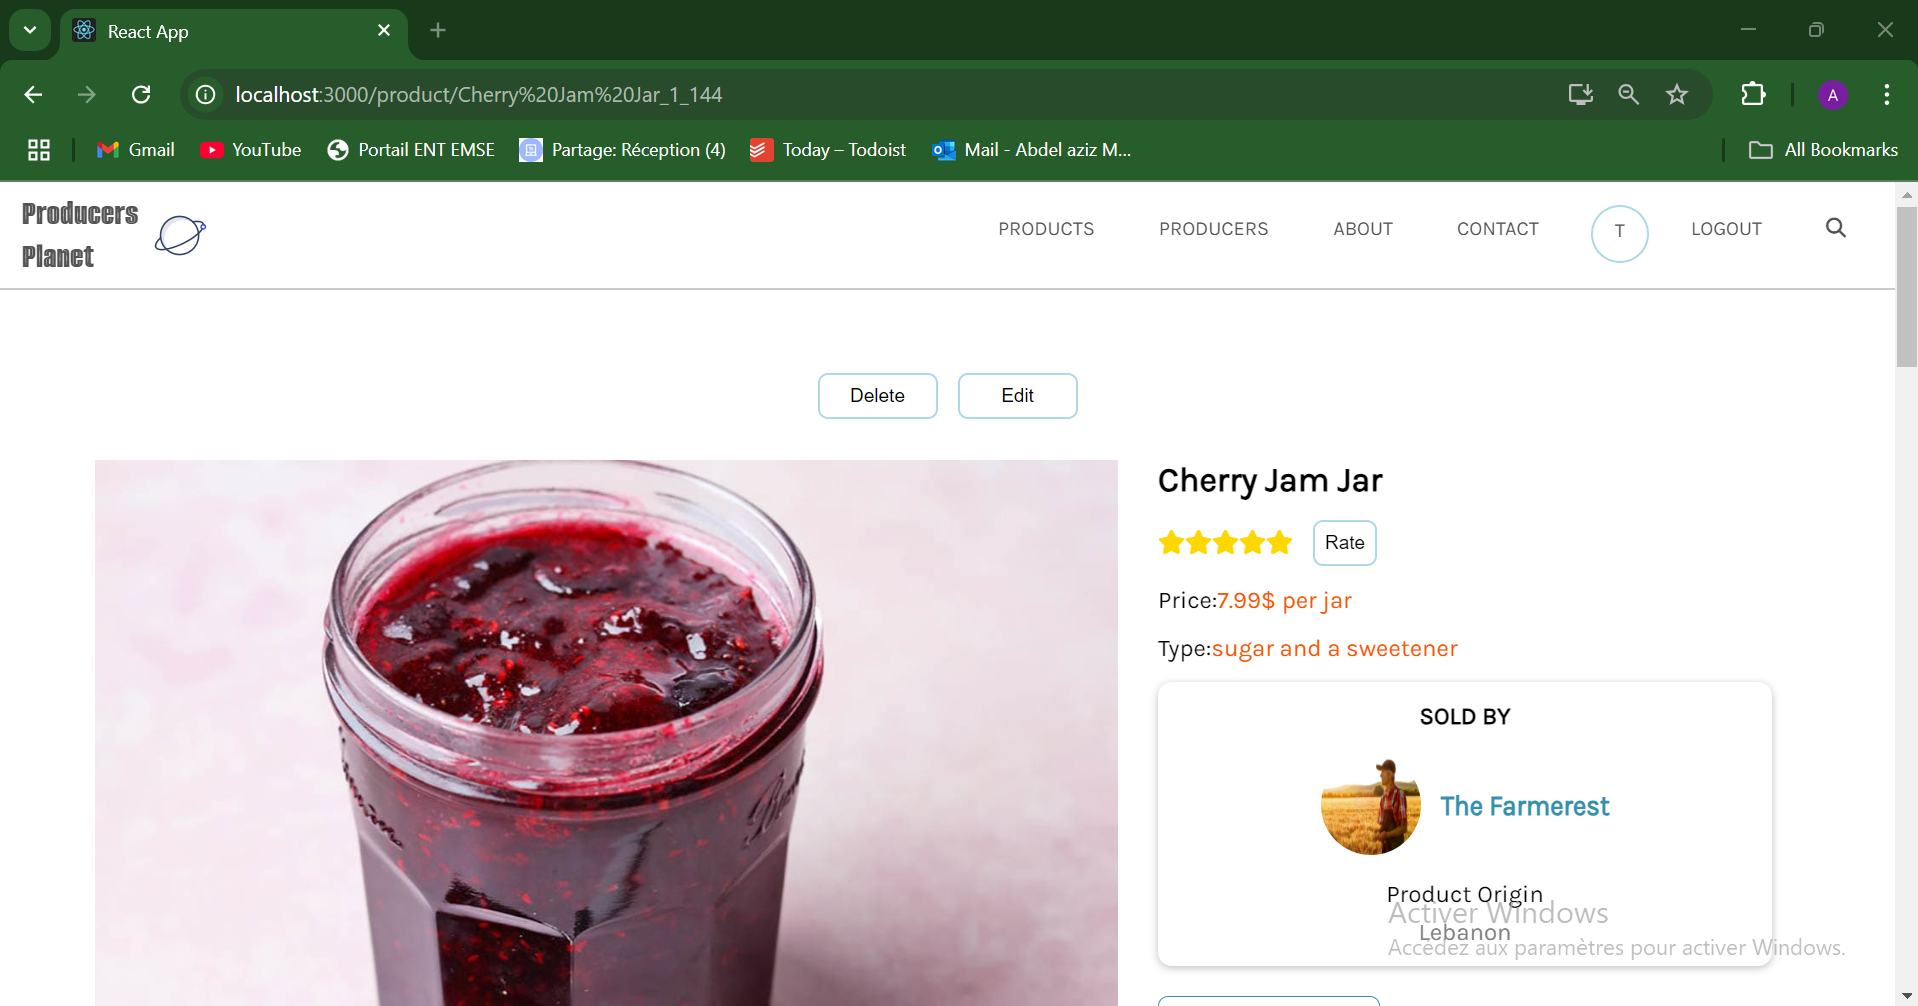 React App
localhost:3000/product/Cherry%20Jam%20Jar_1_144
A
Gmail
YouTube
Portail ENT EMSE
Partage: Réception (4)
Today – Todoist
Mail - Abdel aziz M...
All Bookmarks
Producers
Planet
PRODUCTS
PRODUCERS
ABOUT
CONTACT
T
LOGOUT
Delete
Edit
Cherry Jam Jar
Rate
Price:7.99$ per jar
Type:sugar and a sweetener
SOLD BY
The Farmerest
Product Origin
Activer Windows
Lebanon
Accédez aux paramètres pour activer Windows.